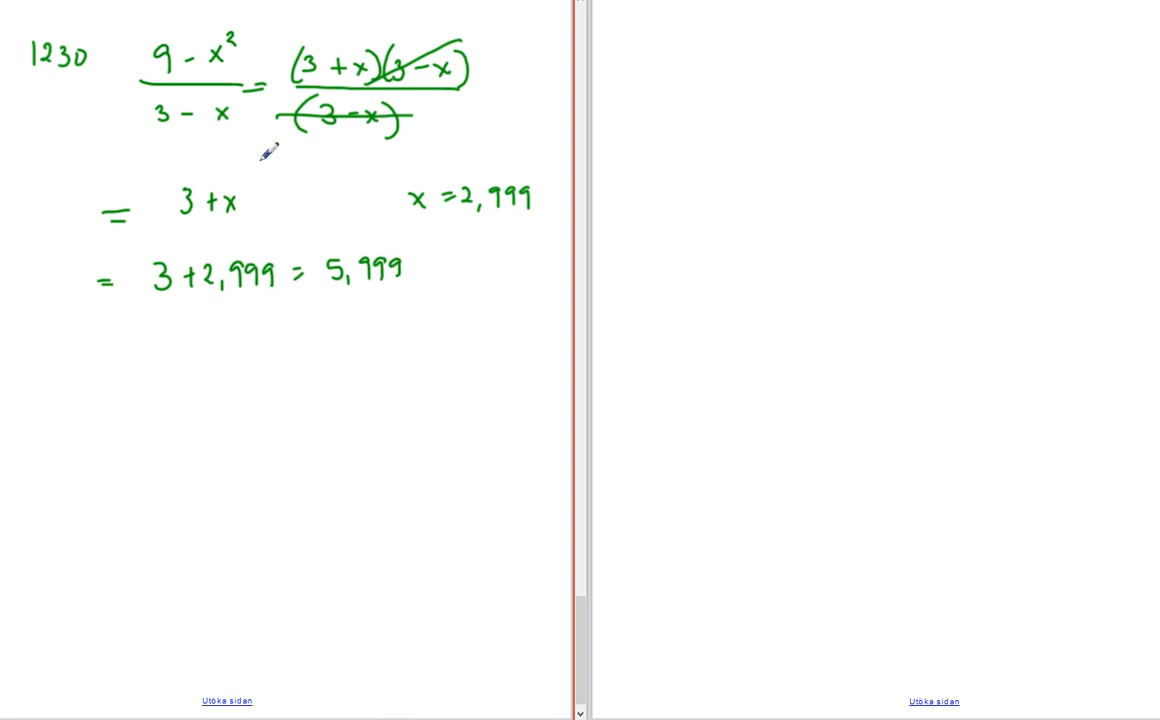 1230 (9 - x²)/(3 - x) = (3 + x)(3 - x)/(3 - x)
= 3 + x x = 2,999
= 3 + 2,999 = 5,999
Utöka sidan Utöka sidan